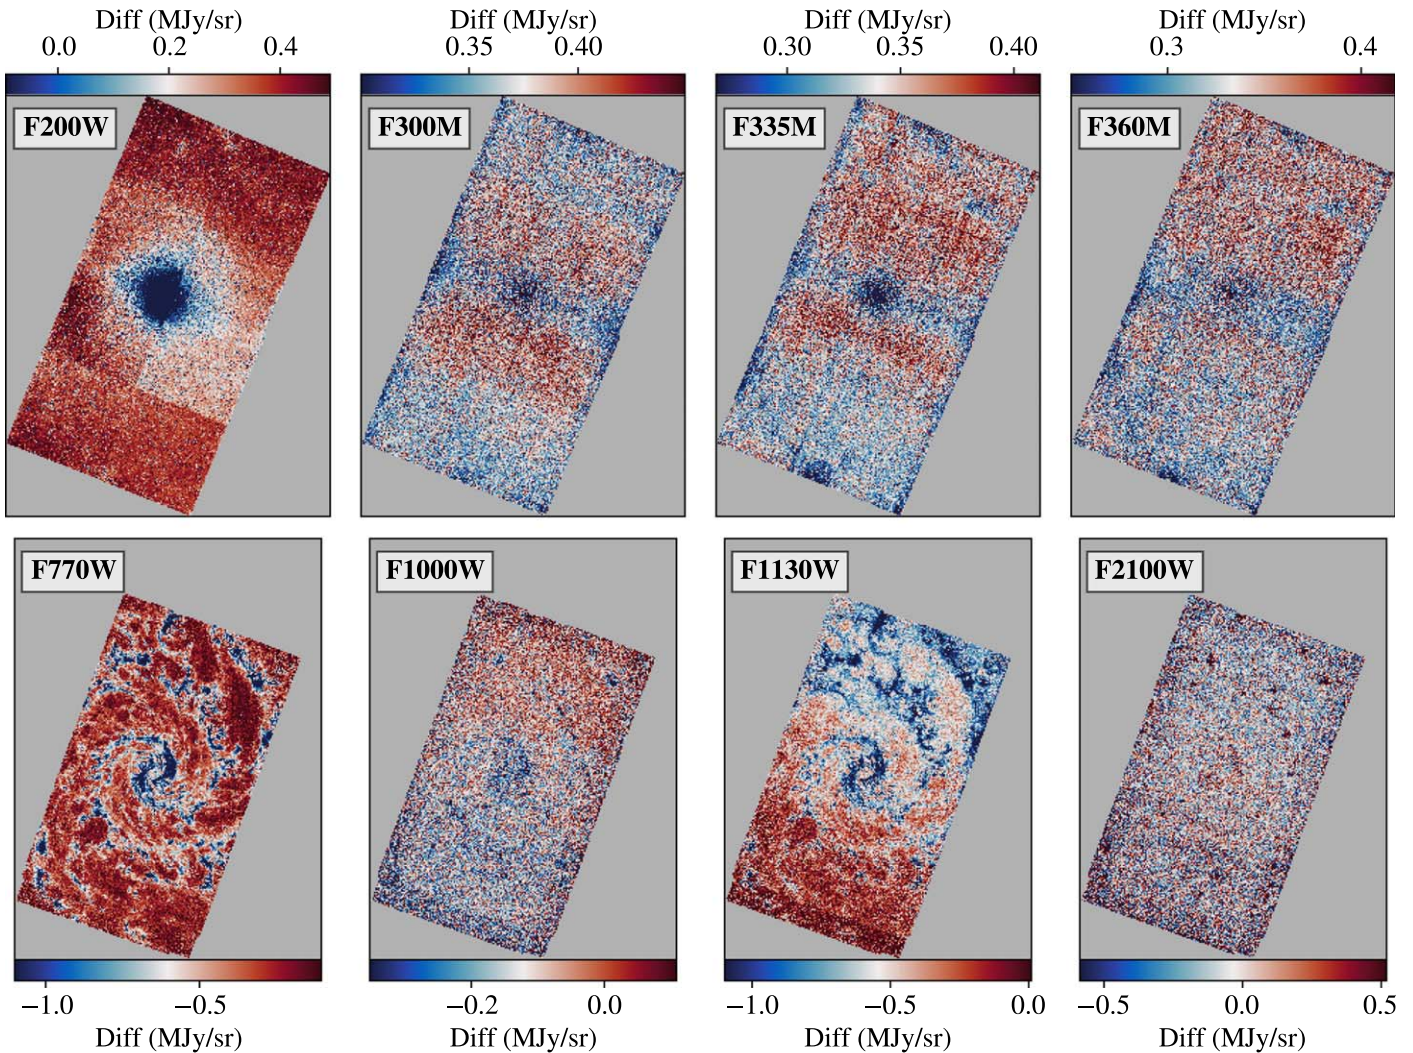 Diff (MJy/sr) Diff (MJy/sr) Diff (MJy/sr) Diff (MJy/sr)
0.0 0.2 0.4 0.35 0.40 0.30 0.35 0.40 0.3 0.4
F200W F300M F335M F360M
F770W F1000W F1130W F2100W
−1.0 −0.5 −0.2 0.0 −1.0 −0.5 0.0 −0.5 0.0 0.5
Diff (MJy/sr) Diff (MJy/sr) Diff (MJy/sr) Diff (MJy/sr)